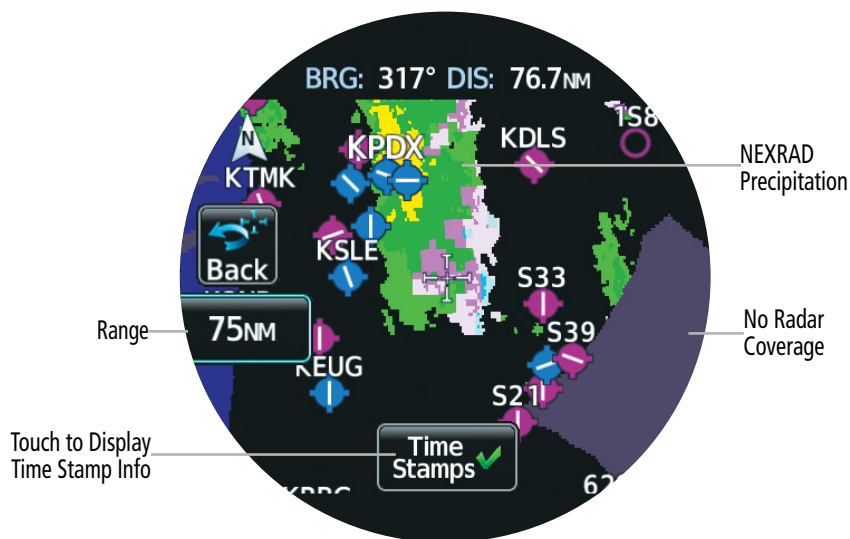 BRG: 317° DIS: 76.7NM
1S8
KPDX
KDLS
NEXRAD
Precipitation
N
KTMK
Back
KSLE
S33
Range
75NM
S39
No Radar
Coverage
KEUG
S21
Touch to Display
Time Stamp Info
Time
Stamps